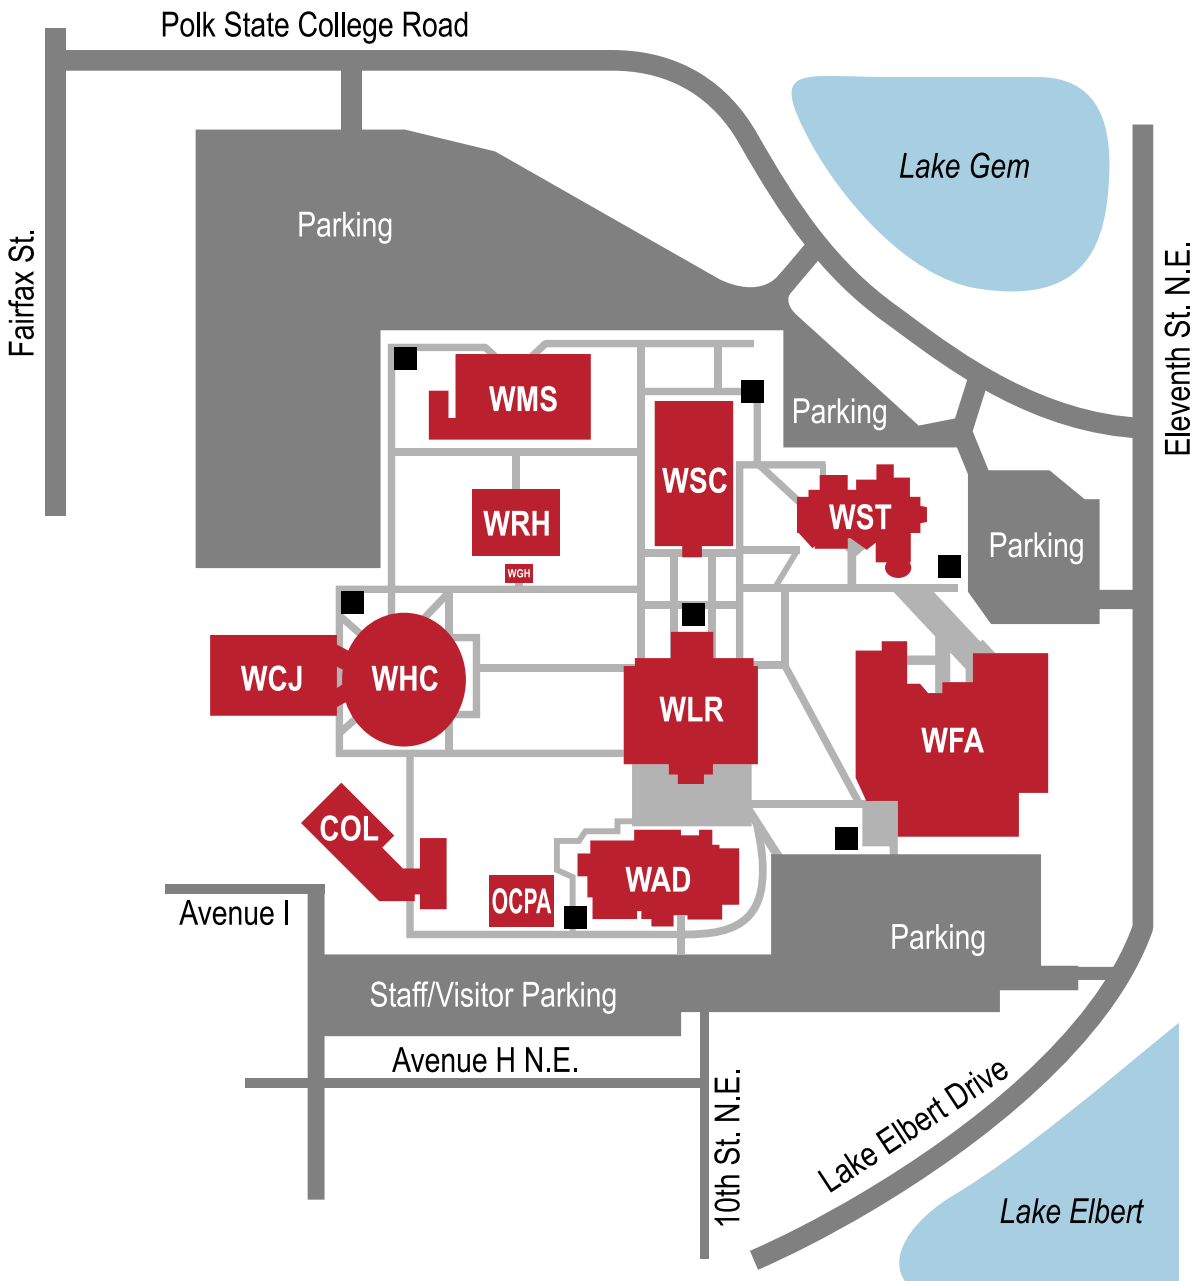 Polk State College Road
Lake Gem
Parking
Fairfax St.
Eleventh St. N.E.
WMS
Parking
WSC
WRH
WST
Parking
WGH
WCJ
WHC
WLR
WFA
COL
WAD
OCPA
Avenue I
Parking
Staff/Visitor Parking
Avenue H N.E.
10th St. N.E.
Lake Elbert Drive
Lake Elbert